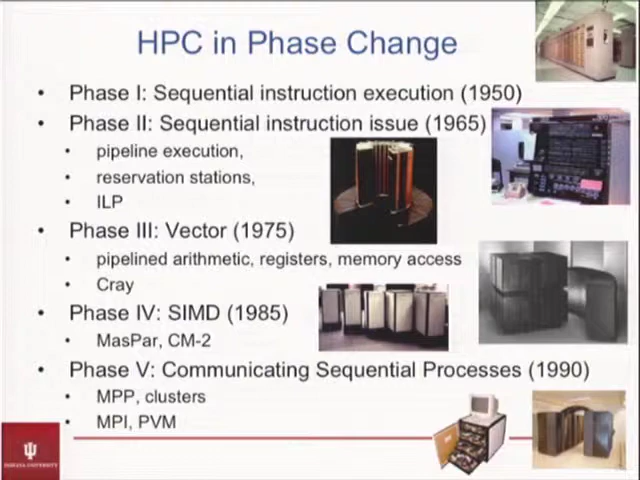 HPC in Phase Change
• Phase I: Sequential instruction execution (1950)
• Phase II: Sequential instruction issue (1965)
• pipeline execution,
• reservation stations,
• ILP
• Phase III: Vector (1975)
• pipelined arithmetic, registers, memory access
• Cray
• Phase IV: SIMD (1985)
• MasPar, CM-2
• Phase V: Communicating Sequential Processes (1990)
• MPP, clusters
• MPI, PVM
INDIANA UNIVERSITY